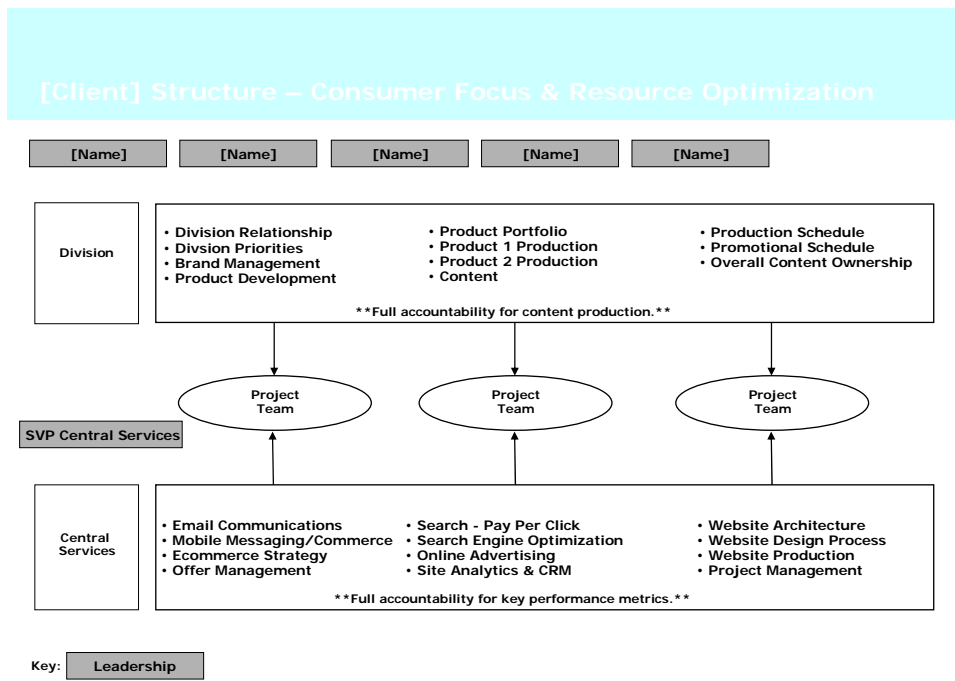 [Client] Structure – Consumer Focus & Resource Optimization
[Name] [Name] [Name] [Name] [Name]
Division
• Division Relationship
• Divsion Priorities
• Brand Management
• Product Development
• Product Portfolio
• Product 1 Production
• Product 2 Production
• Content
• Production Schedule
• Promotional Schedule
• Overall Content Ownership
**Full accountability for content production.**
Project
Team
Project
Team
Project
Team
SVP Central Services
Central
Services
• Email Communications
• Mobile Messaging/Commerce
• Ecommerce Strategy
• Offer Management
• Search - Pay Per Click
• Search Engine Optimization
• Online Advertising
• Site Analytics & CRM
• Website Architecture
• Website Design Process
• Website Production
• Project Management
**Full accountability for key performance metrics.**
Key: Leadership